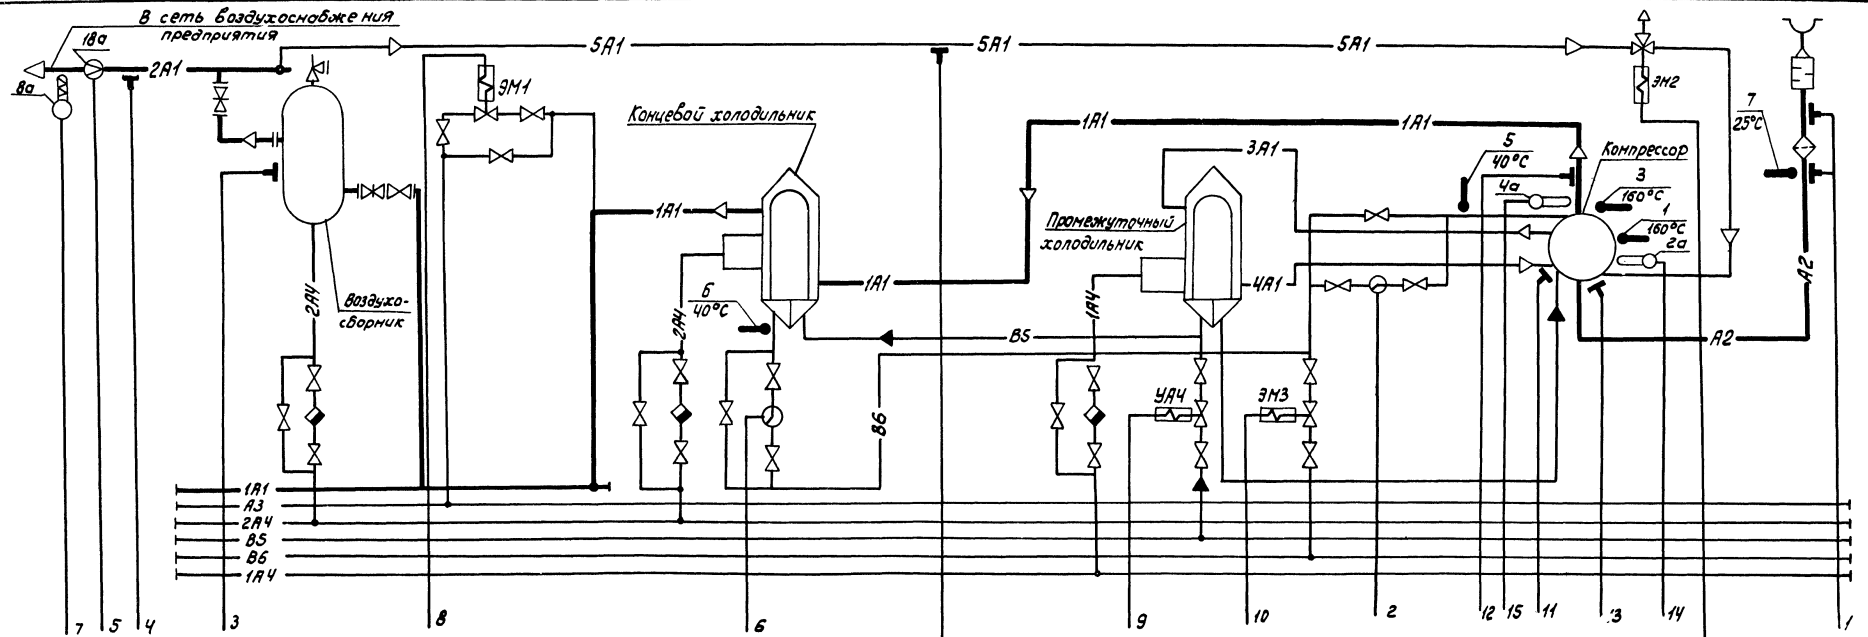 В сеть воздухоснабжения
предприятия
18а
8а
2А1
5А1
5А1
5А1
ЭМ1
ЭМ2
Концевой холодильник
1А1
1А1
3А1
7
25°С
5
40°С
Компрессор
4а
3
160°С
1
160°С
2а
1А1
Промежуточный
холодильник
1А1
4А1
2А4
Воздухо-
сборник
6
40°С
2А4
1А4
А2
В5
А2
В6
УА4
ЭМ3
1А1
А3
2А4
В5
В6
1А4
7
5
4
3
8
6
9
10
2
12
15
11
13
14
1